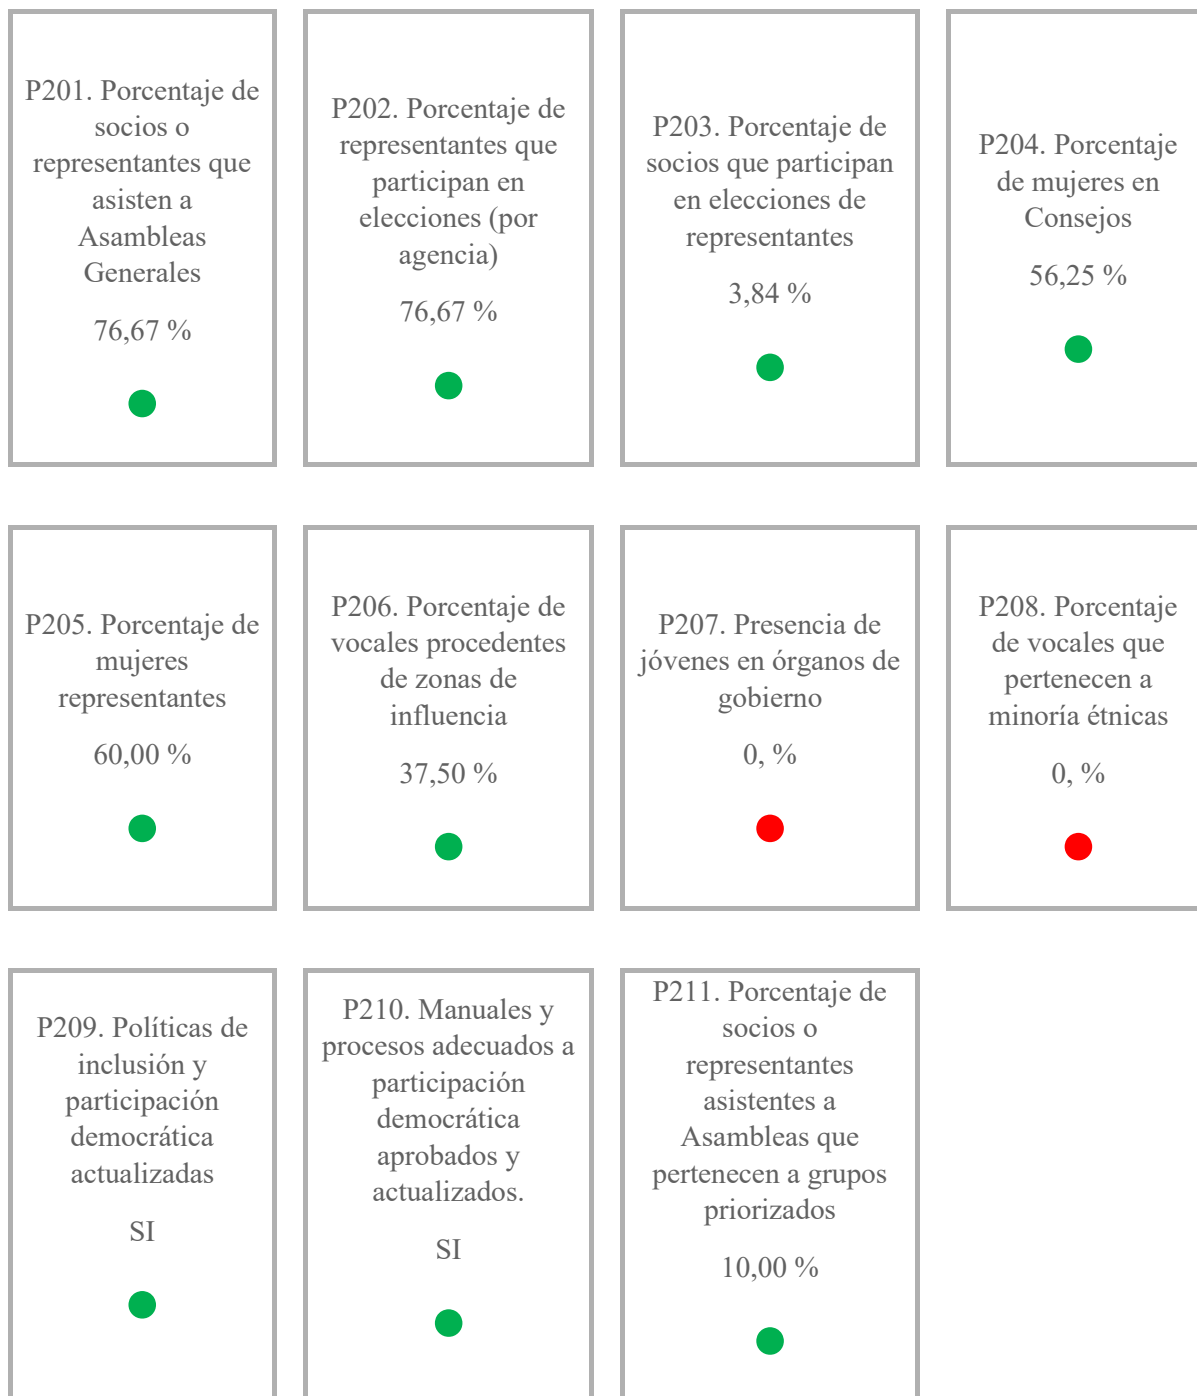 P201. Porcentaje de
socios o
representantes que
asisten a
Asambleas
Generales
76,67 %
P202. Porcentaje de
representantes que
participan en
elecciones (por
agencia)
76,67 %
P203. Porcentaje de
socios que participan
en elecciones de
representantes
3,84 %
P204. Porcentaje
de mujeres en
Consejos
56,25 %
P205. Porcentaje de
mujeres
representantes
60,00 %
P206. Porcentaje de
vocales procedentes
de zonas de
influencia
37,50 %
P207. Presencia de
jóvenes en órganos de
gobierno
0, %
P208. Porcentaje
de vocales que
pertenecen a
minoría étnicas
0, %
P209. Políticas de
inclusión y
participación
democrática
actualizadas
SI
P210. Manuales y
procesos adecuados a
participación
democrática
aprobados y
actualizados.
SI
P211. Porcentaje de
socios o
representantes
asistentes a
Asambleas que
pertenecen a grupos
priorizados
10,00 %